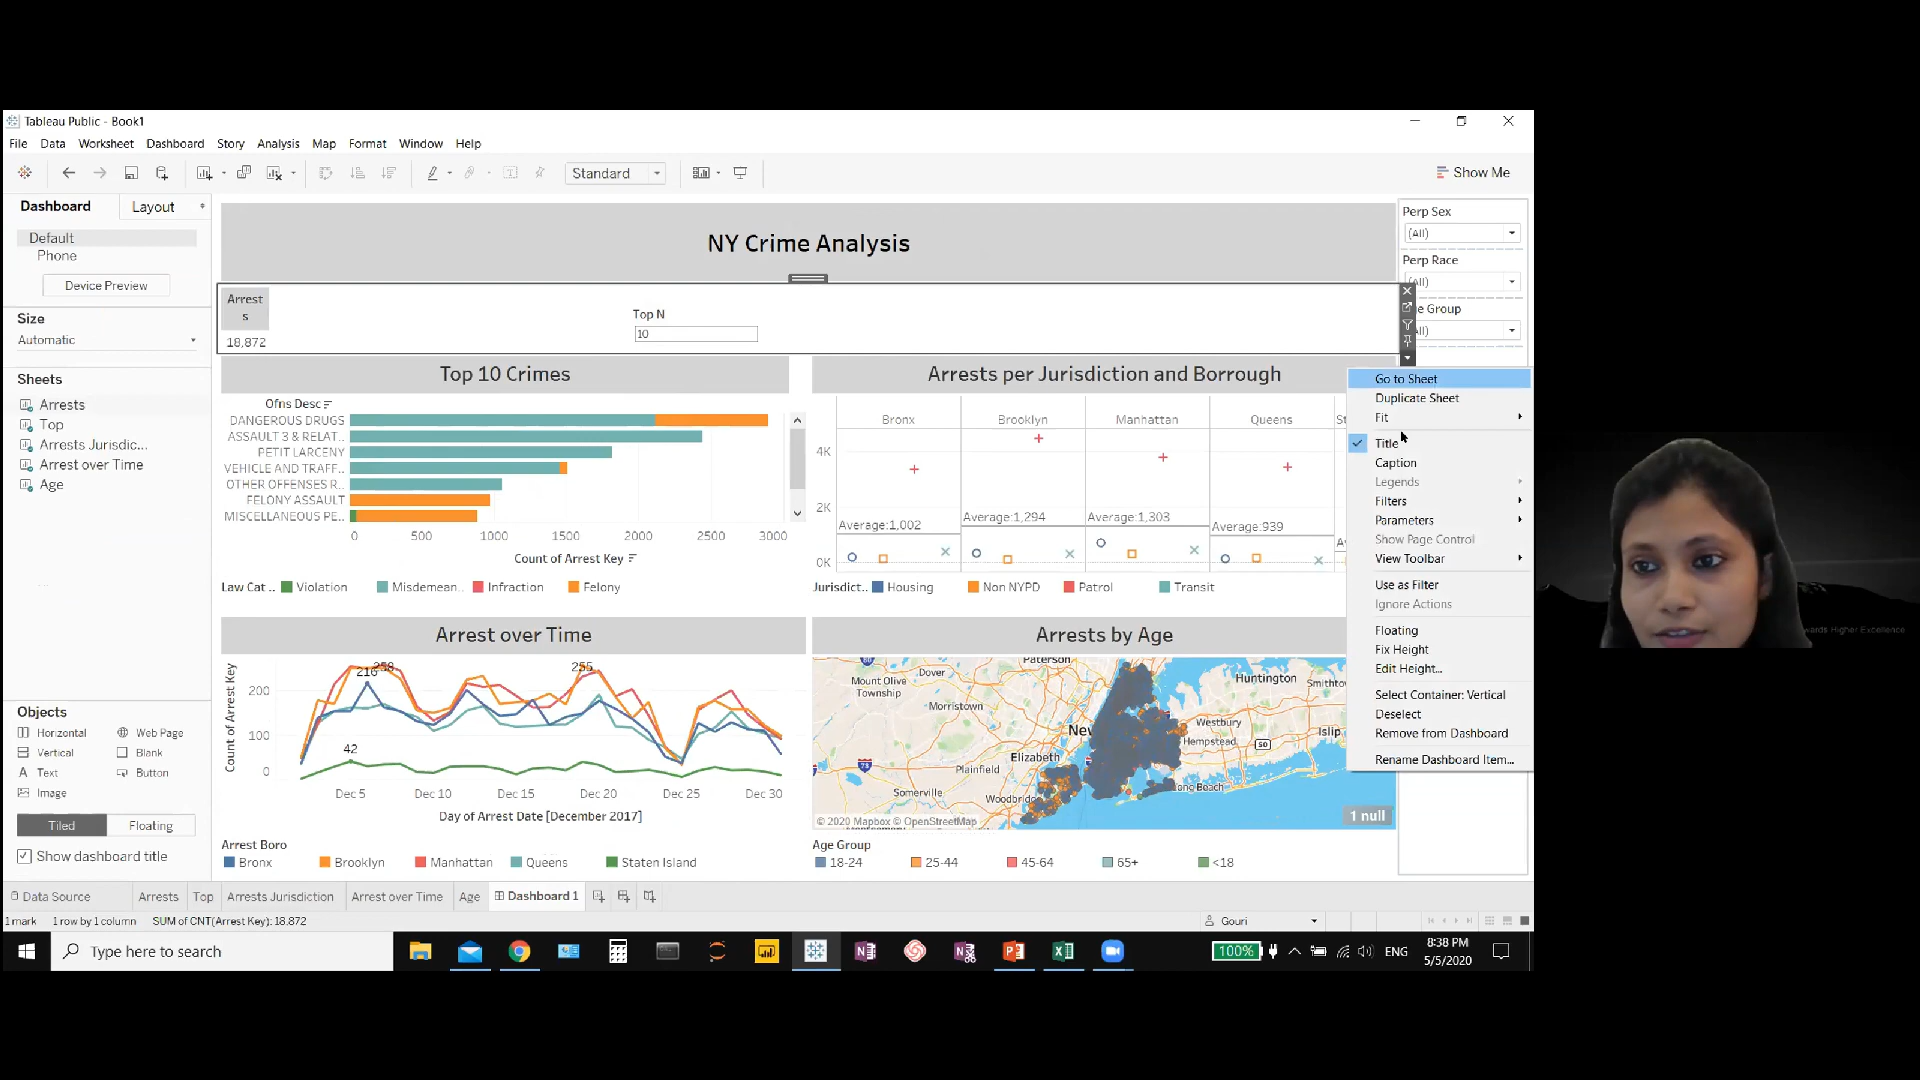 Tableau Public - Book1
File Data Worksheet Dashboard Story Analysis Map Format Window Help
Standard
Show Me
Dashboard Layout
Default
Phone
Device Preview
Size
Automatic
Sheets
Arrests
Top
Arrests Jurisdic...
Arrest over Time
Age
Objects
Horizontal Web Page
Vertical Blank
Text Button
Image
Tiled Floating
Show dashboard title
NY Crime Analysis
Arrest
s
18,872
Top N
10
Perp Sex
(All)
Perp Race
(All)
e Group
(All)
Top 10 Crimes
Ofns Desc
DANGEROUS DRUGS
ASSAULT 3 & RELAT..
PETIT LARCENY
VEHICLE AND TRAFF..
OTHER OFFENSES R..
FELONY ASSAULT
MISCELLANEOUS PE..
0 500 1000 1500 2000 2500 3000
Count of Arrest Key
Law Cat .. Violation Misdemean.. Infraction Felony
Arrests per Jurisdiction and Borrough
Bronx Brooklyn Manhattan Queens St
4K
2K
0K
Average:1,002 Average:1,294 Average:1,303 Average:939 A
Jurisdict.. Housing Non NYPD Patrol Transit
Arrest over Time
Count of Arrest Key
200
100
0
216 258 255
42
Dec 5 Dec 10 Dec 15 Dec 20 Dec 25 Dec 30
Day of Arrest Date [December 2017]
Arrest Boro
Bronx Brooklyn Manhattan Queens Staten Island
Arrests by Age
Paterson
Dover
Mount Olive
Township
Morristown
Huntington
Smithto
New
Westbury
Hempstead
50
Islip
Elizabeth
78
Plainfield
Somerville
Woodbridg
Long Beach
© 2020 Mapbox © OpenStreetMap
1 null
Age Group
18-24 25-44 45-64 65+ <18
Go to Sheet
Duplicate Sheet
Fit
Title
Caption
Legends
Filters
Parameters
Show Page Control
View Toolbar
Use as Filter
Ignore Actions
Floating
Fix Height
Edit Height...
Select Container: Vertical
Deselect
Remove from Dashboard
Rename Dashboard Item...
wards Higher Excellence
Data Source Arrests Top Arrests Jurisdiction Arrest over Time Age Dashboard 1
1 mark 1 row by 1 column SUM of CNT(Arrest Key): 18,872
Gouri
Type here to search
100%
ENG
8:38 PM
5/5/2020